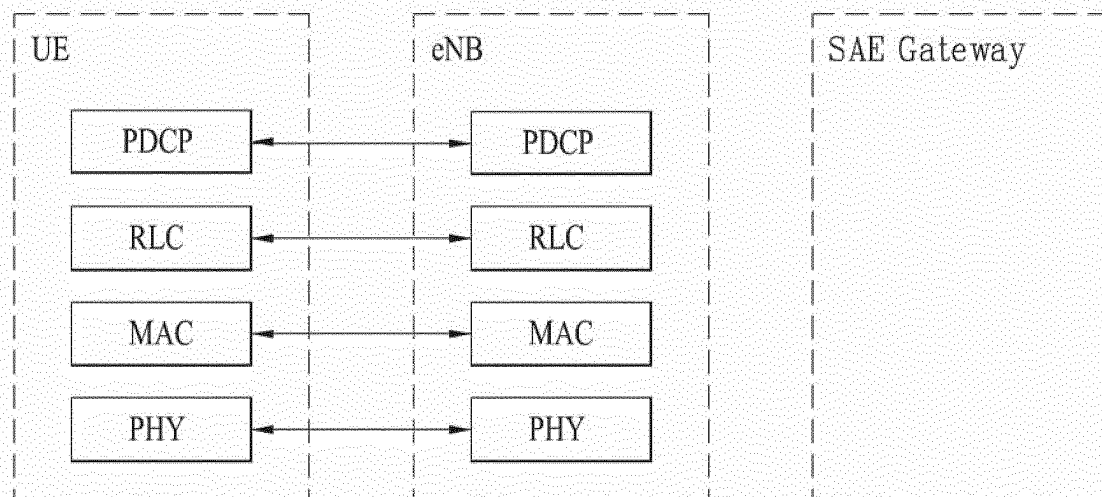 UE
eNB
SAE Gateway
PDCP
PDCP
RLC
RLC
MAC
MAC
PHY
PHY